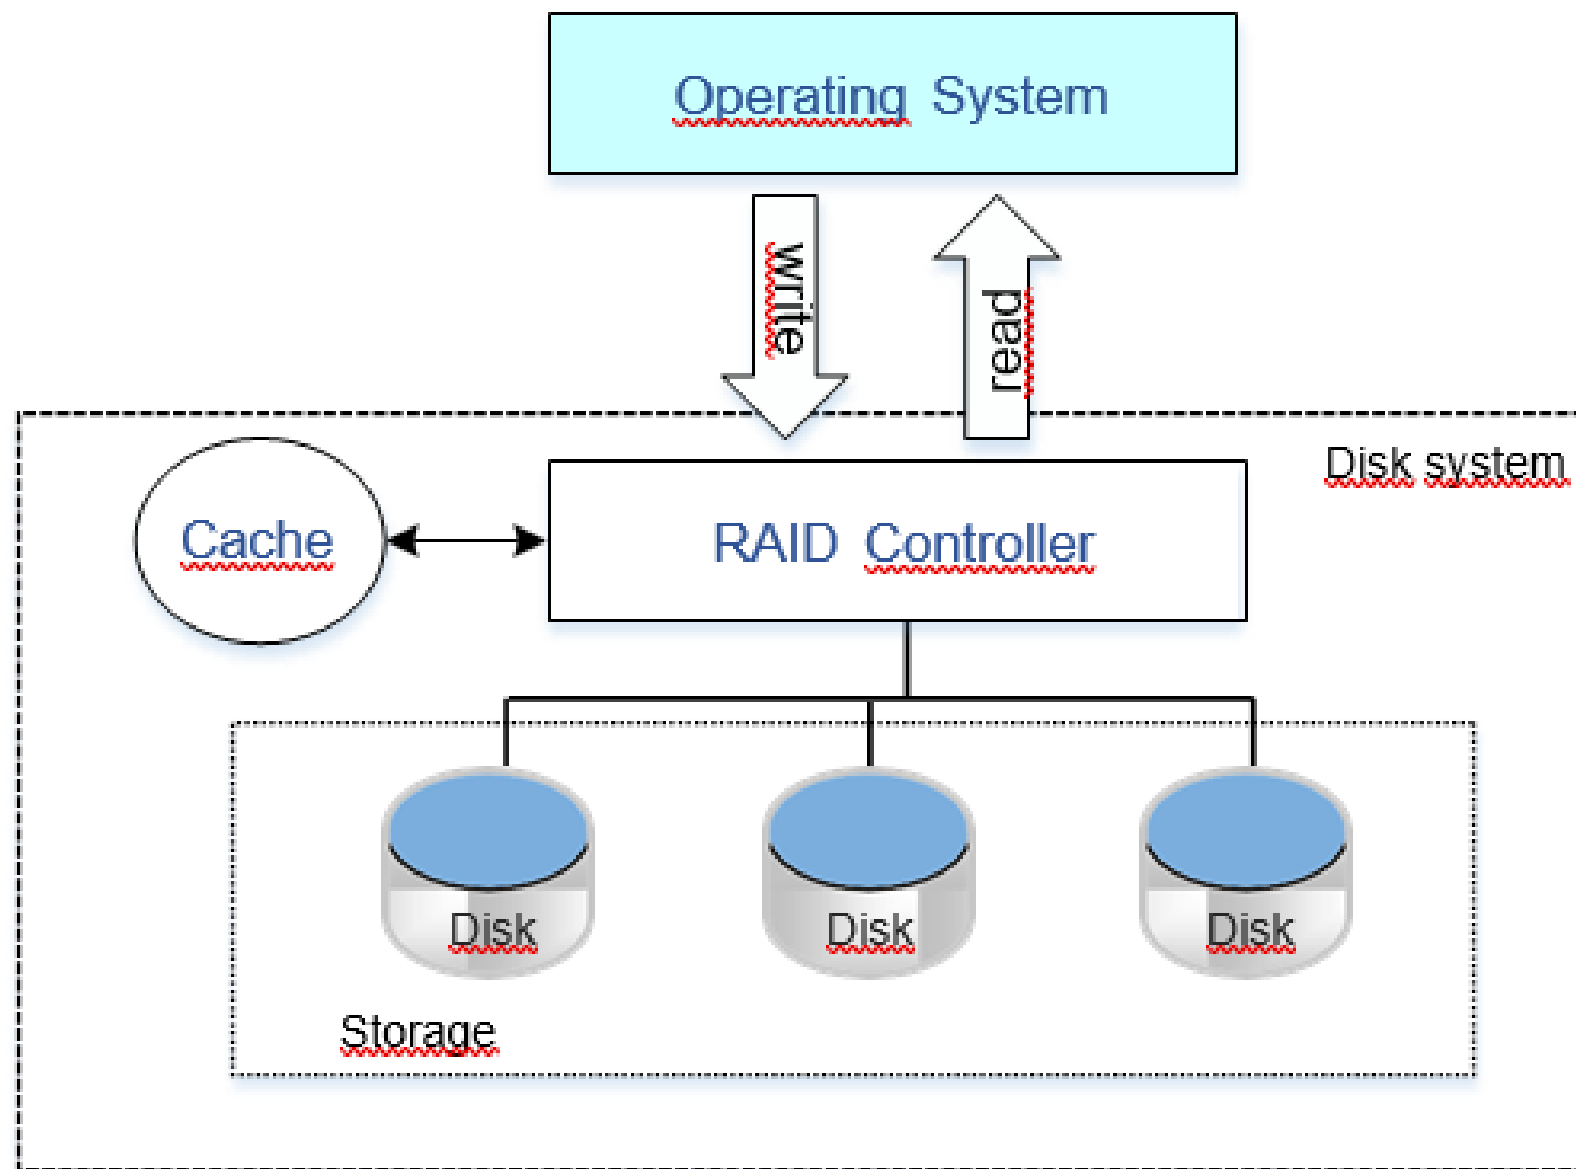 Operating System
write
read
Disk system
Cache
RAID Controller
Disk
Disk
Disk
Storage